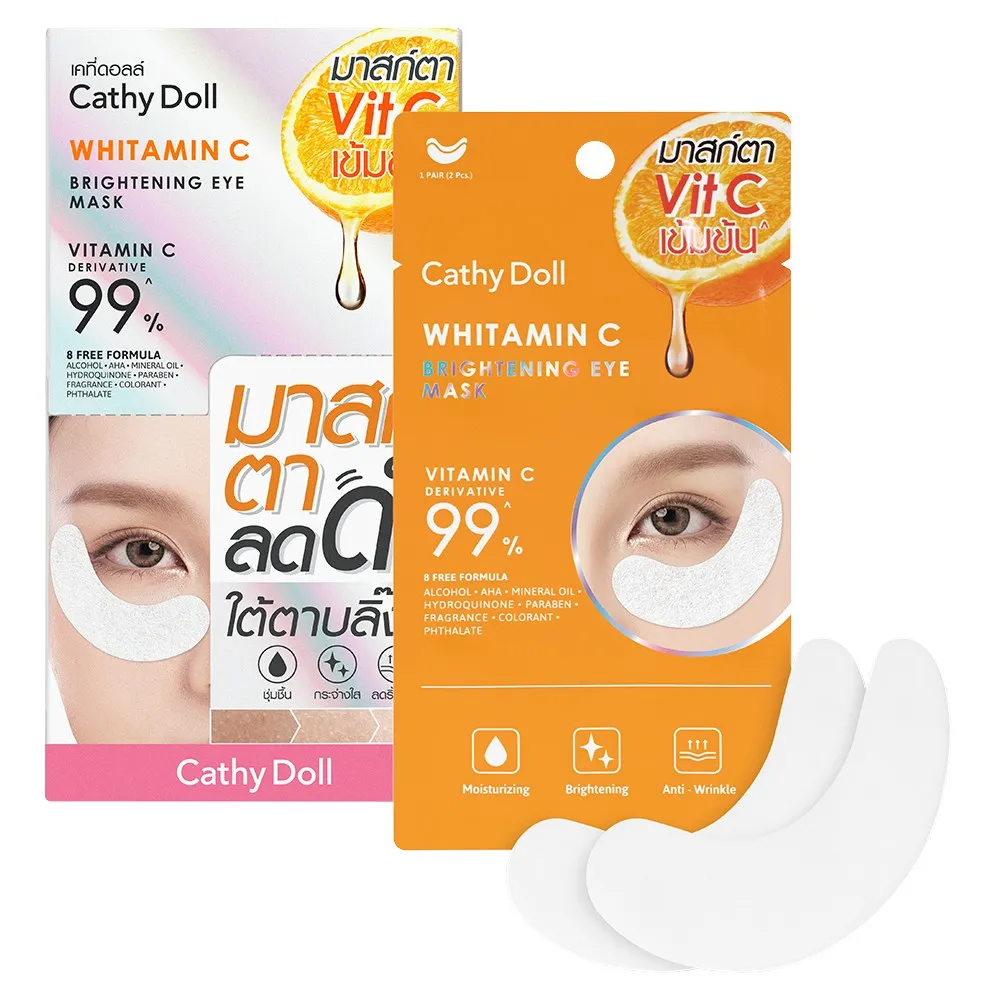 เคที่ดอลล์
Cathy Doll
WHITAMIN C
BRIGHTENING EYE
MASK
VITAMIN C
DERIVATIVE
99^%
8 FREE FORMULA
ALCOHOL • AHA • MINERAL OIL •
HYDROQUINONE • PARABEN •
FRAGRANCE • COLORANT •
PHTHALATE
มาส์กตา
Vit C
ตา
ลด
ชุ่มชื้น
กระจ่างใส
Cathy Doll
1 PAIR (2 Pcs.)
มาส์กตา
Vit C
เข้มข้น^
Cathy Doll
WHITAMIN C
BRIGHTENING EYE
MASK
VITAMIN C
DERIVATIVE
99^%
8 FREE FORMULA
ALCOHOL • AHA • MINERAL OIL •
HYDROQUINONE • PARABEN •
FRAGRANCE • COLORANT •
PHTHALATE
Moisturizing
Brightening
Anti - Wrinkle